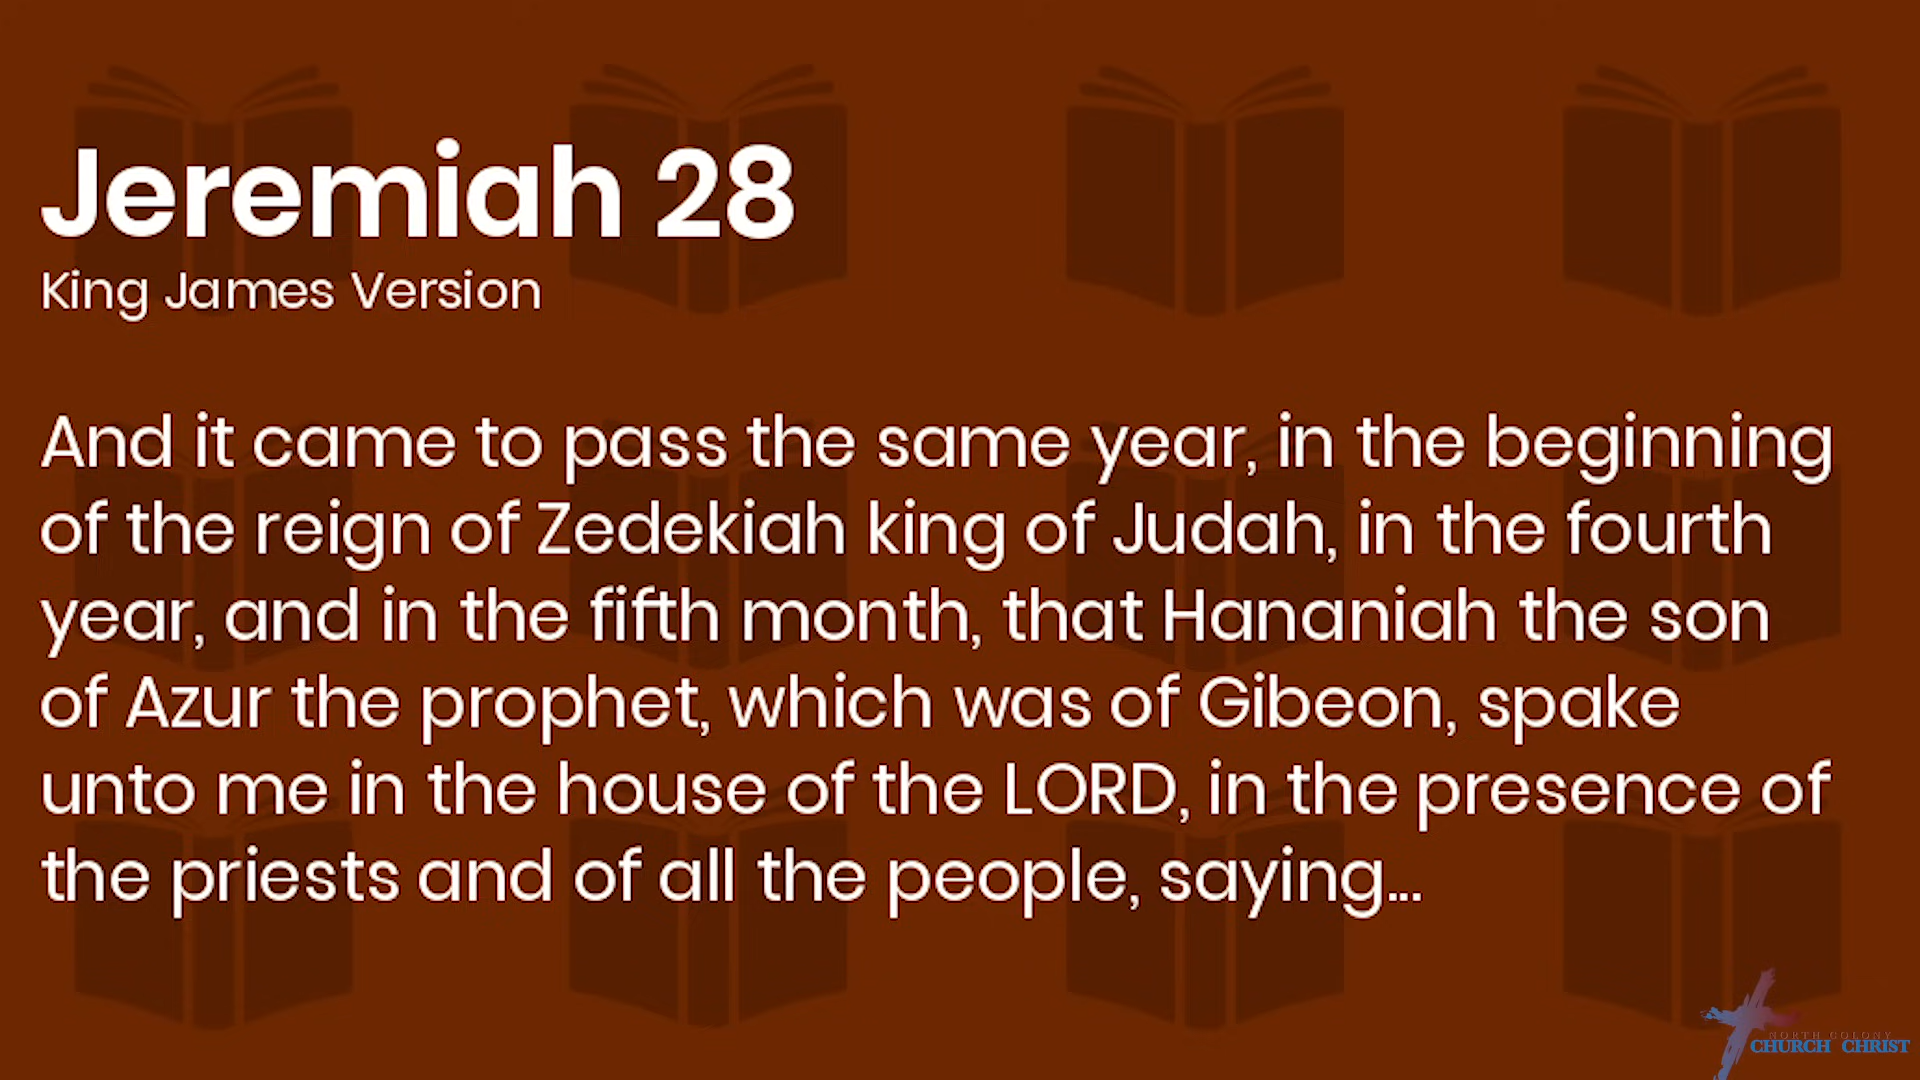 Jeremiah 28
King James Version
And it came to pass the same year, in the beginning
of the reign of Zedekiah king of Judah, in the fourth
year, and in the fifth month, that Hananiah the son
of Azur the prophet, which was of Gibeon, spake
unto me in the house of the LORD, in the presence of
the priests and of all the people, saying...
NORTH COLONY
CHURCH CHRIST